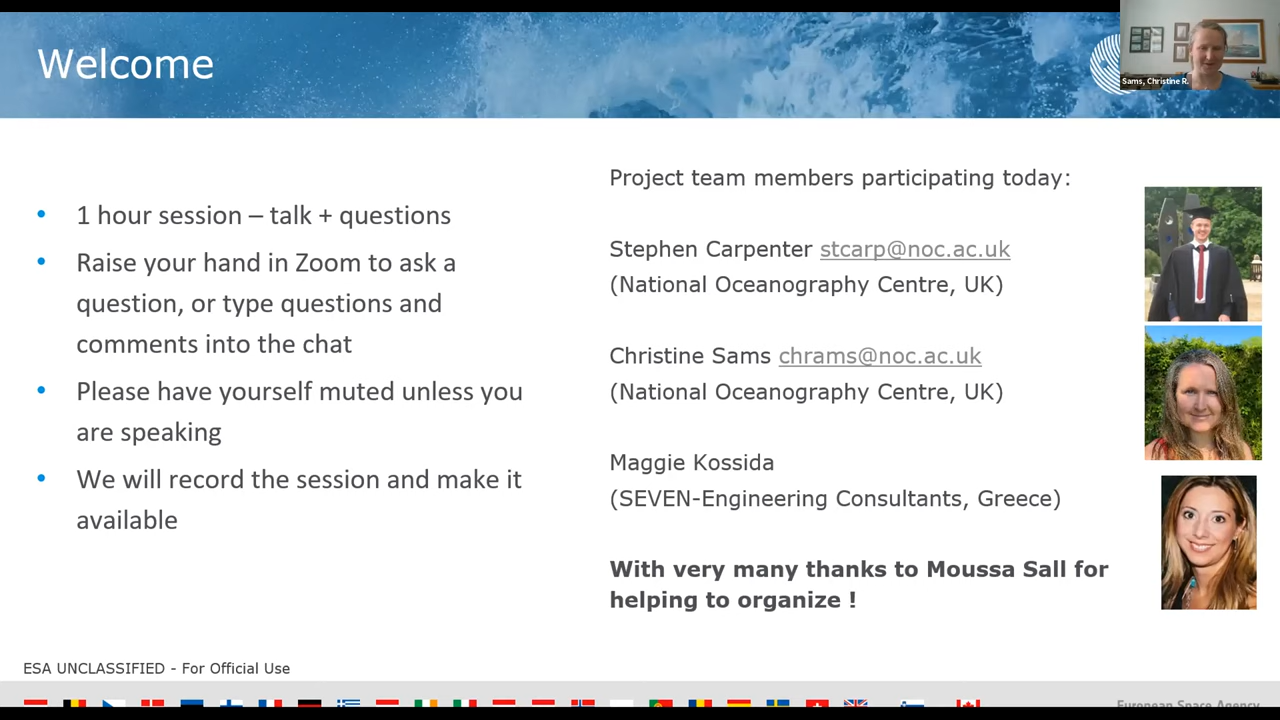 Welcome
Sams, Christine R.
• 1 hour session – talk + questions
• Raise your hand in Zoom to ask a
question, or type questions and
comments into the chat
• Please have yourself muted unless you
are speaking
• We will record the session and make it
available
Project team members participating today:
Stephen Carpenter stcarp@noc.ac.uk
(National Oceanography Centre, UK)
Christine Sams chrams@noc.ac.uk
(National Oceanography Centre, UK)
Maggie Kossida
(SEVEN-Engineering Consultants, Greece)
With very many thanks to Moussa Sall for
helping to organize !
ESA UNCLASSIFIED - For Official Use
European Space Agency